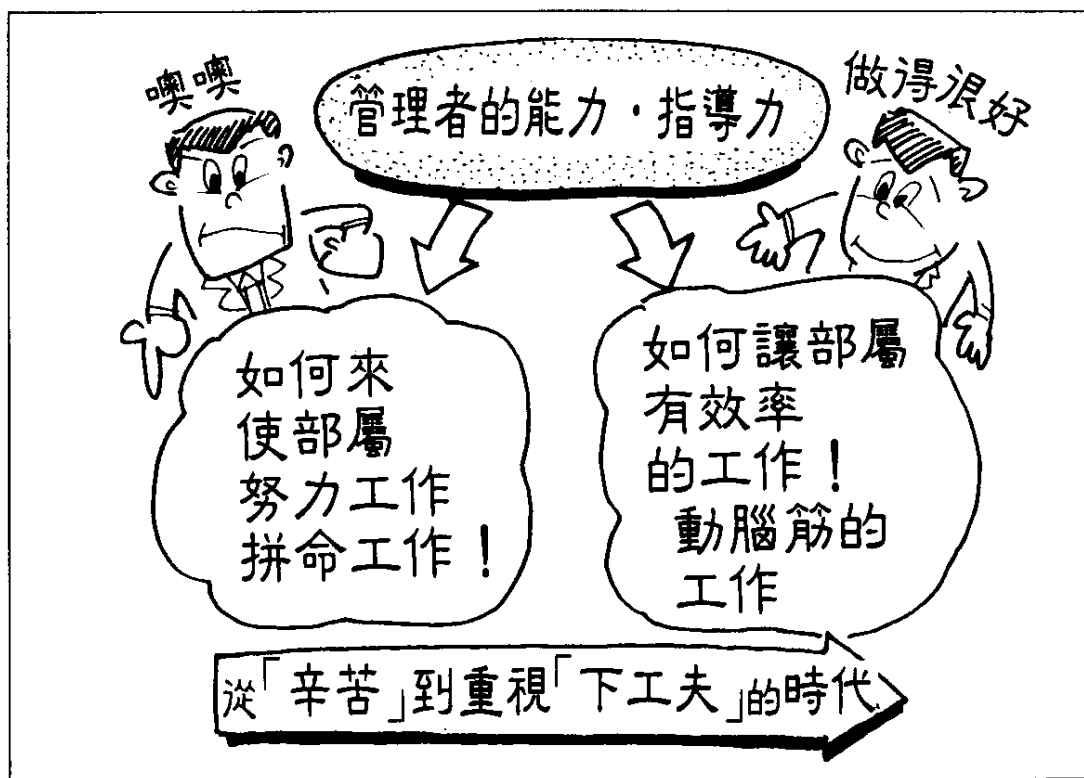 噢噢
管理者的能力・指導力
做得很好
如何來
使部屬
努力工作
拼命工作！
如何讓部屬
有效率
的工作！
動腦筋的
工作
從「辛苦」到重視「下工夫」的時代